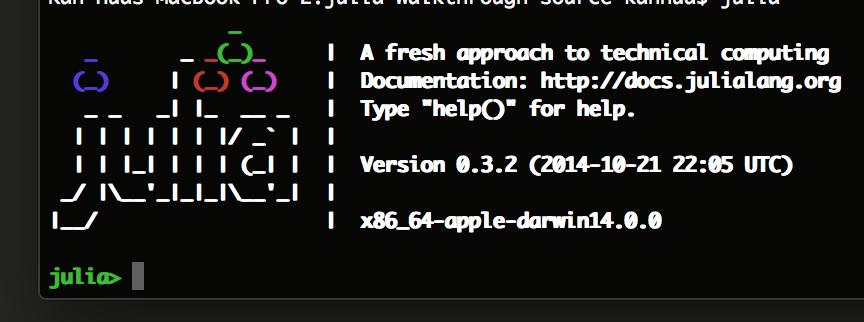 A fresh approach to technical computing
Documentation: http://docs.julialang.org
Type "help()" for help.
julia
Version 0.3.2 (2014-10-21 22:05 UTC)
x86_64-apple-darwin14.0.0
julia>